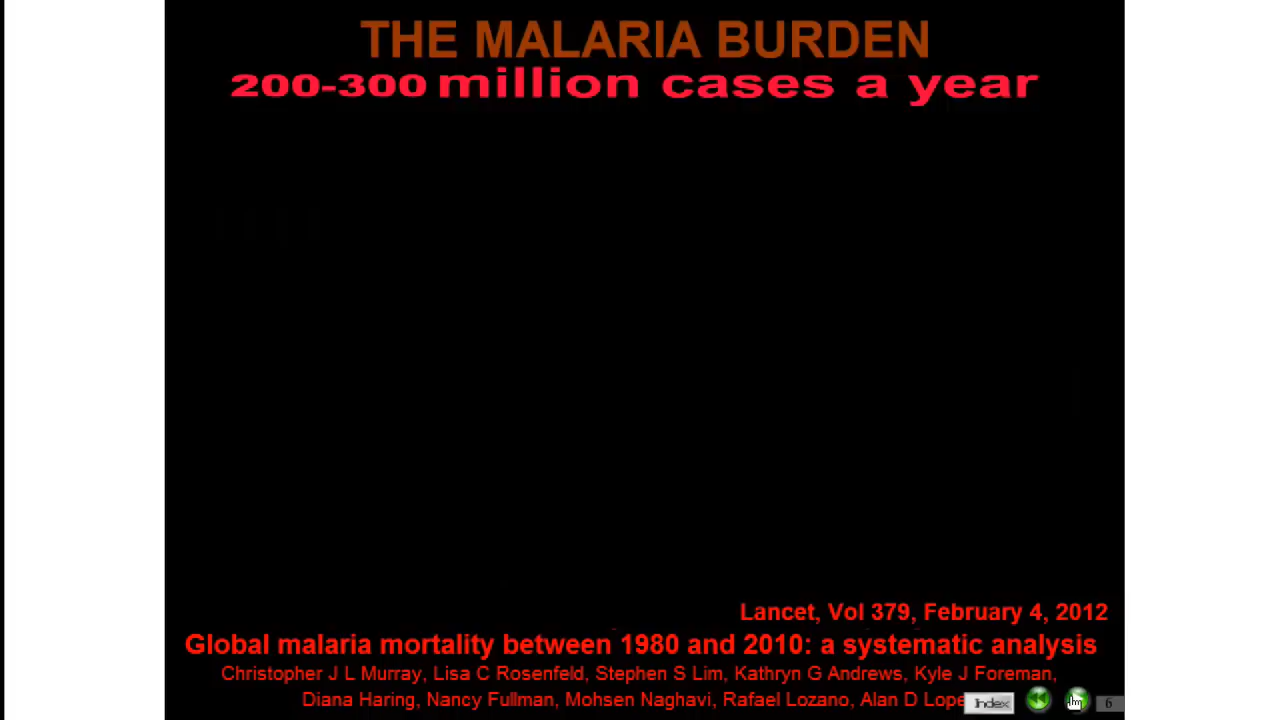 THE MALARIA BURDEN
200-300 million cases a year
Lancet, Vol 379, February 4, 2012
Global malaria mortality between 1980 and 2010: a systematic analysis
Christopher J L Murray, Lisa C Rosenfeld, Stephen S Lim, Kathryn G Andrews, Kyle J Foreman,
Diana Haring, Nancy Fullman, Mohsen Naghavi, Rafael Lozano, Alan D Lope
Index
6